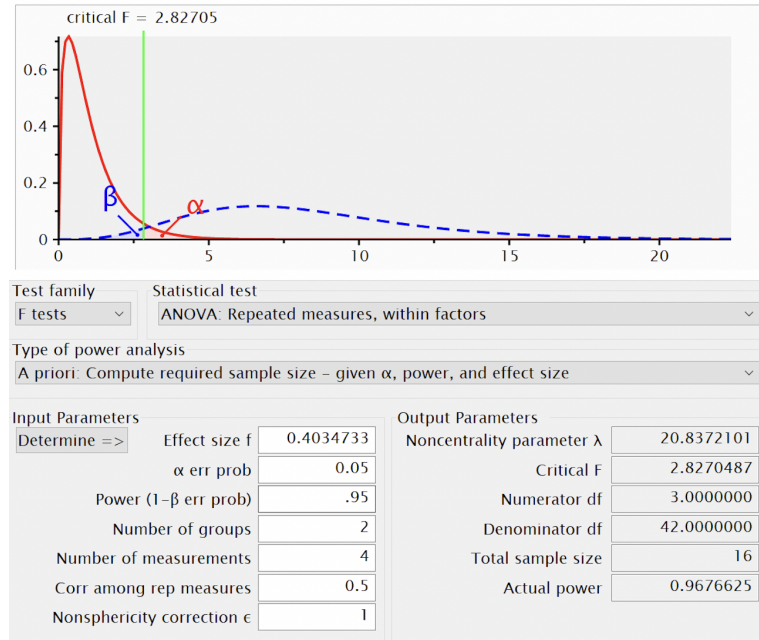 critical F = 2.82705
0.6
0.4
0.2
β α
0
0 5 10 15 20
Test family Statistical test
F tests ANOVA: Repeated measures, within factors
Type of power analysis
A priori: Compute required sample size – given α, power, and effect size
Input Parameters Output Parameters
Determine => Effect size f 0.4034733 Noncentrality parameter λ 20.8372101
α err prob 0.05 Critical F 2.8270487
Power (1–β err prob) .95 Numerator df 3.0000000
Number of groups 2 Denominator df 42.0000000
Number of measurements 4 Total sample size 16
Corr among rep measures 0.5 Actual power 0.9676625
Nonsphericity correction ϵ 1